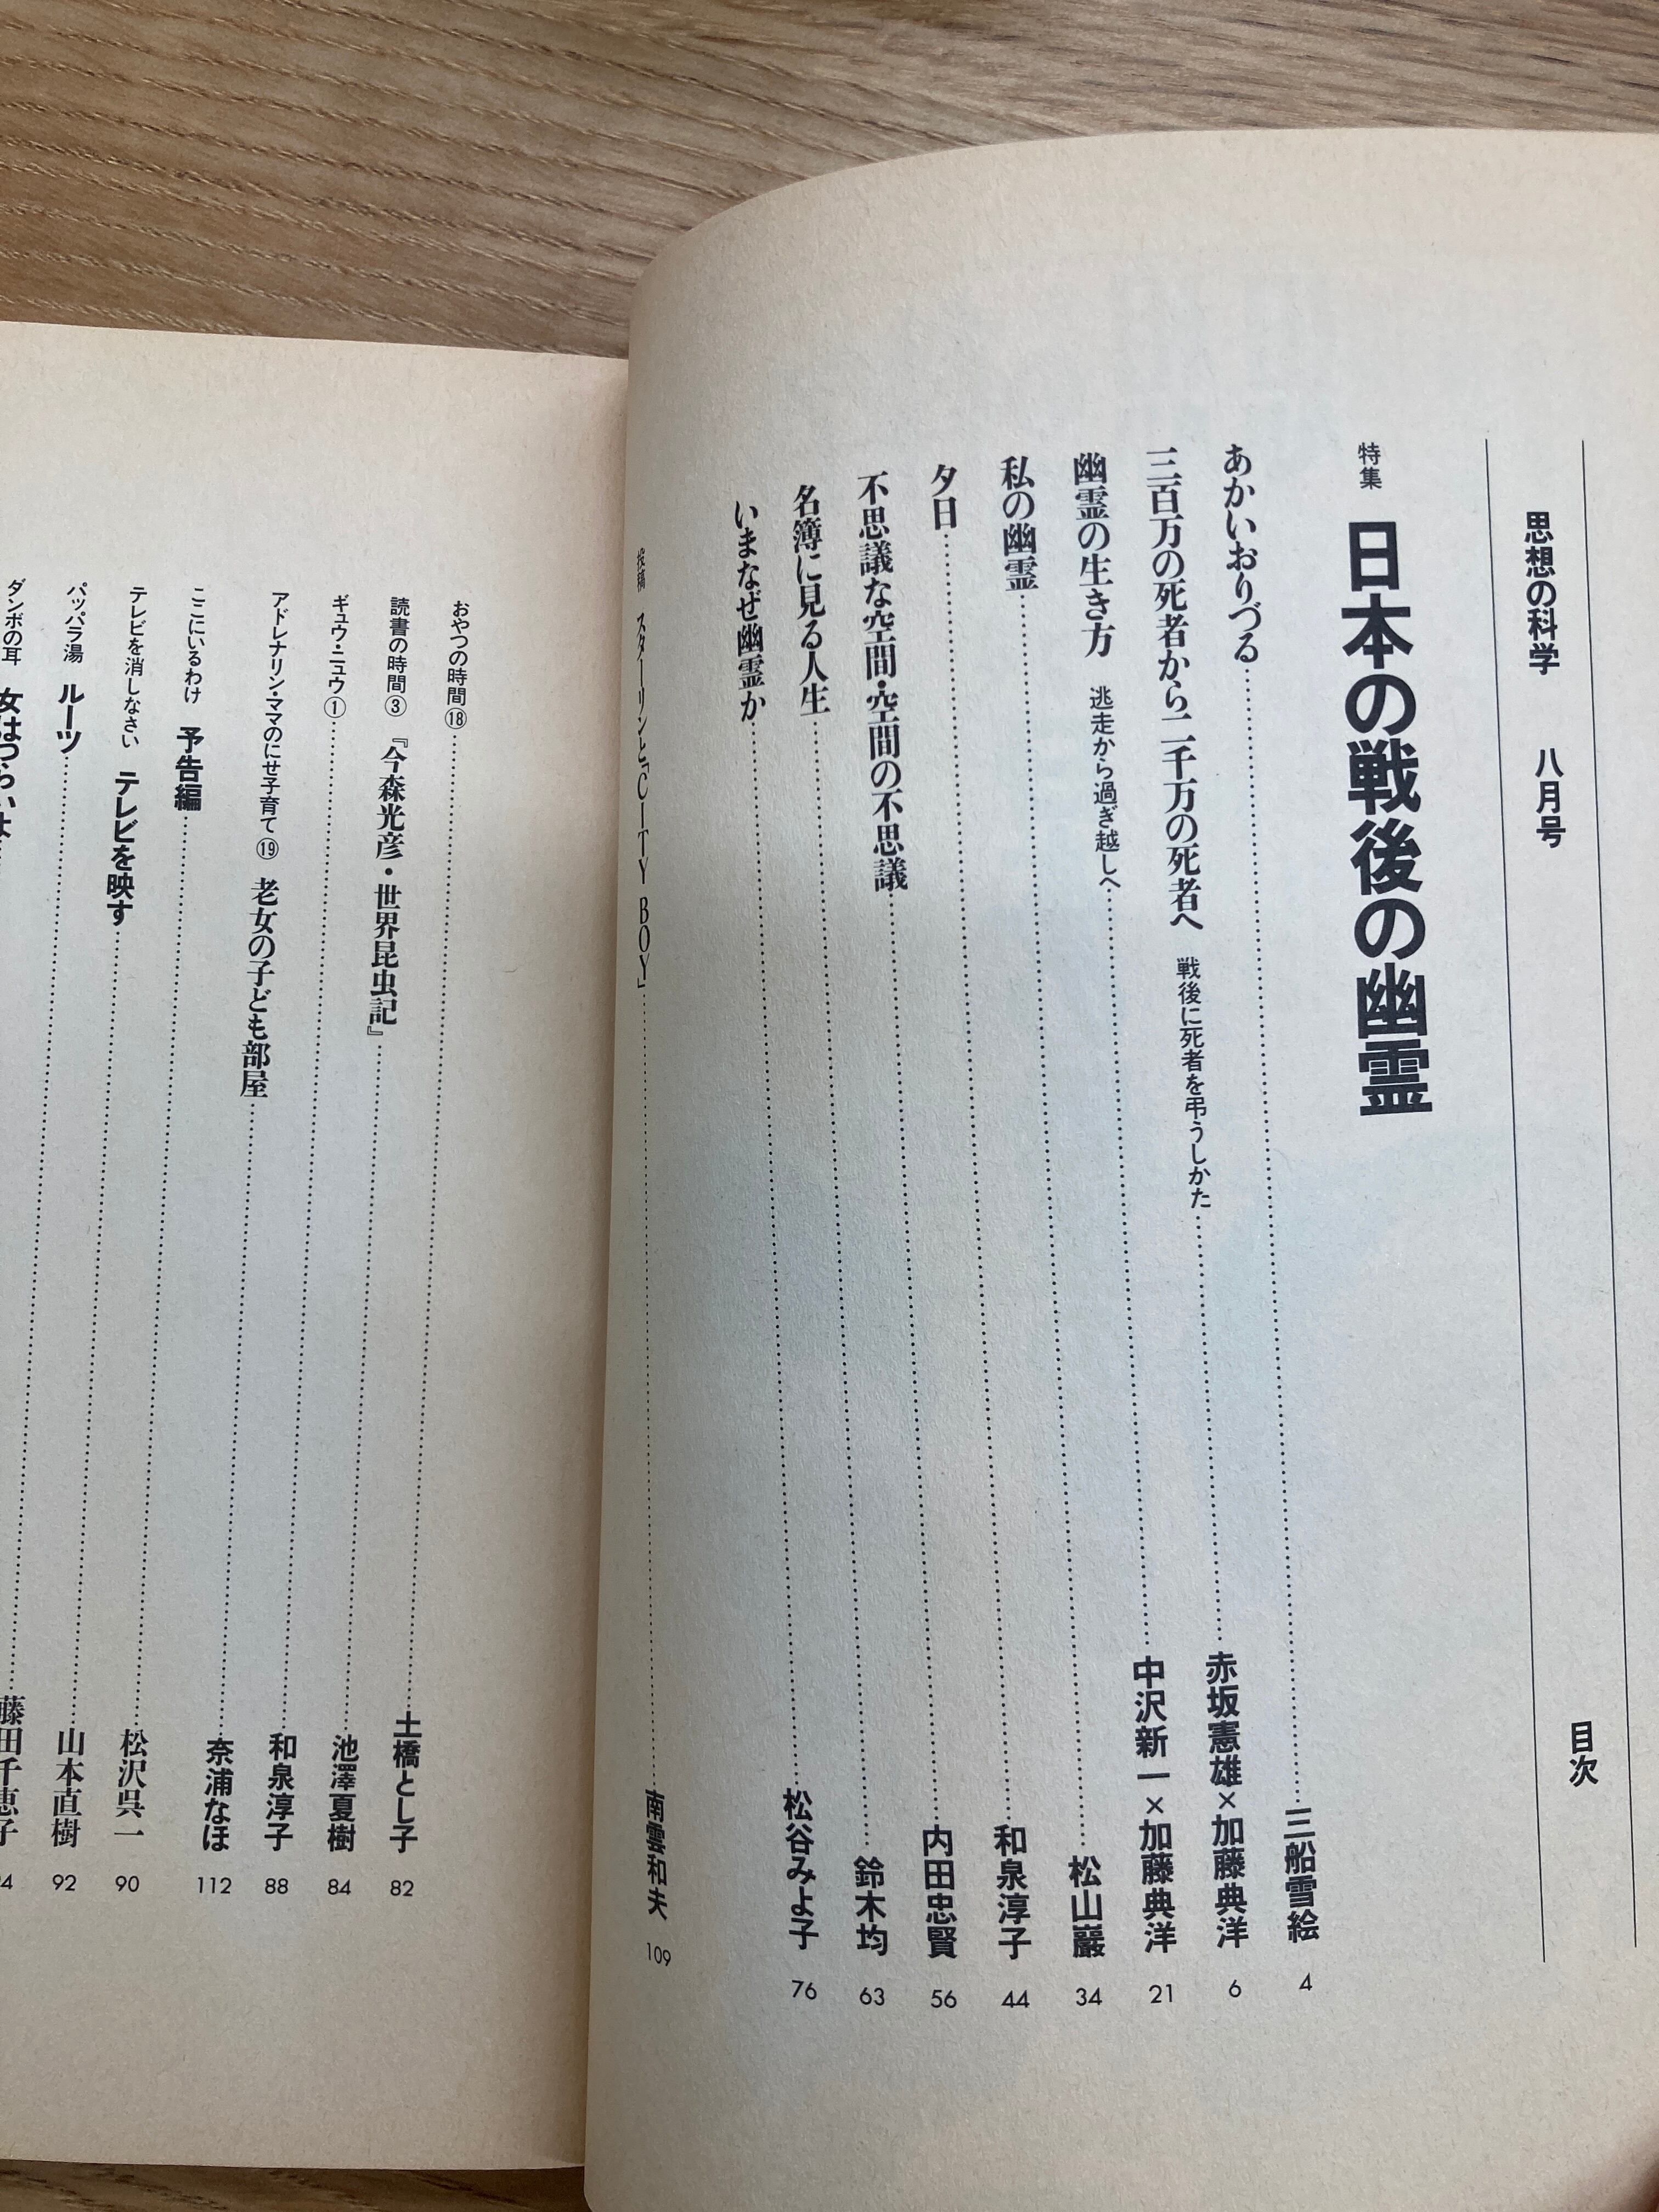 思想の科学 八月号 目次
特集 日本の戦後の幽霊
あかいおりづる 三船雪絵 4
三百万の死者から二千万の死者へ 戦後に死者を弔うしかた 赤坂憲雄×加藤典洋 6
幽霊の生き方 逃走から過ぎ越しへ 中沢新一×加藤典洋 21
私の幽霊 松山巖 34
夕日 和泉淳子 44
不思議な空間・空間の不思議 内田忠賢 56
名簿に見る人生 鈴木均 63
いまなぜ幽霊か 松谷みよ子 76
投稿 スターリンと『CITY BOY』 南雲和夫 109
おやつの時間⑱ 土橋とし子 82
読書の時間③ 『今森光彦・世界昆虫記』 池澤夏樹 84
ギュウ・ニュウ① 和泉淳子 88
アドレナリン・ママのにせ子育て⑲ 老女の子ども部屋 奈浦なほ 112
ここにいるわけ 予告編 松沢呉一 90
テレビを消しなさい テレビを映す 山本直樹 92
パッパラ湯 ルーツ 藤田千恵子
ダンボの耳 女はつらいよ